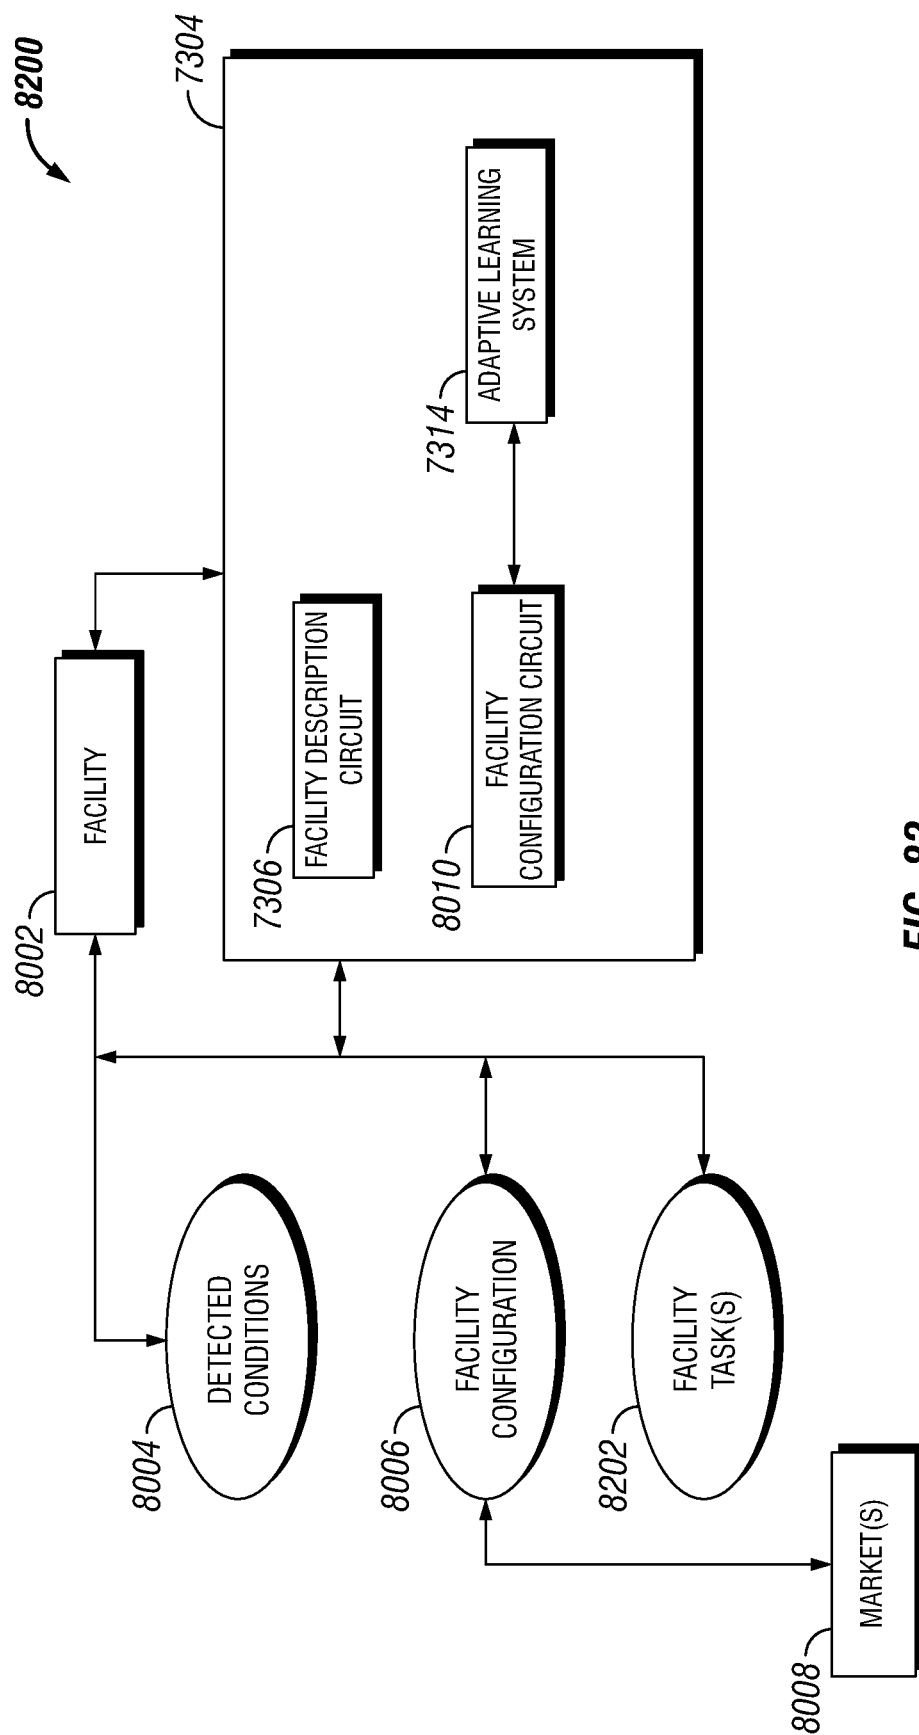 8200
8002
FACILITY
7304
8004
DETECTED
CONDITIONS
7306
FACILITY DESCRIPTION
CIRCUIT
8006
FACILITY
CONFIGURATION
8010
FACILITY
CONFIGURATION CIRCUIT
7314
ADAPTIVE LEARNING
SYSTEM
8202
FACILITY
TASK(S)
8008
MARKET(S)
FIG. 82